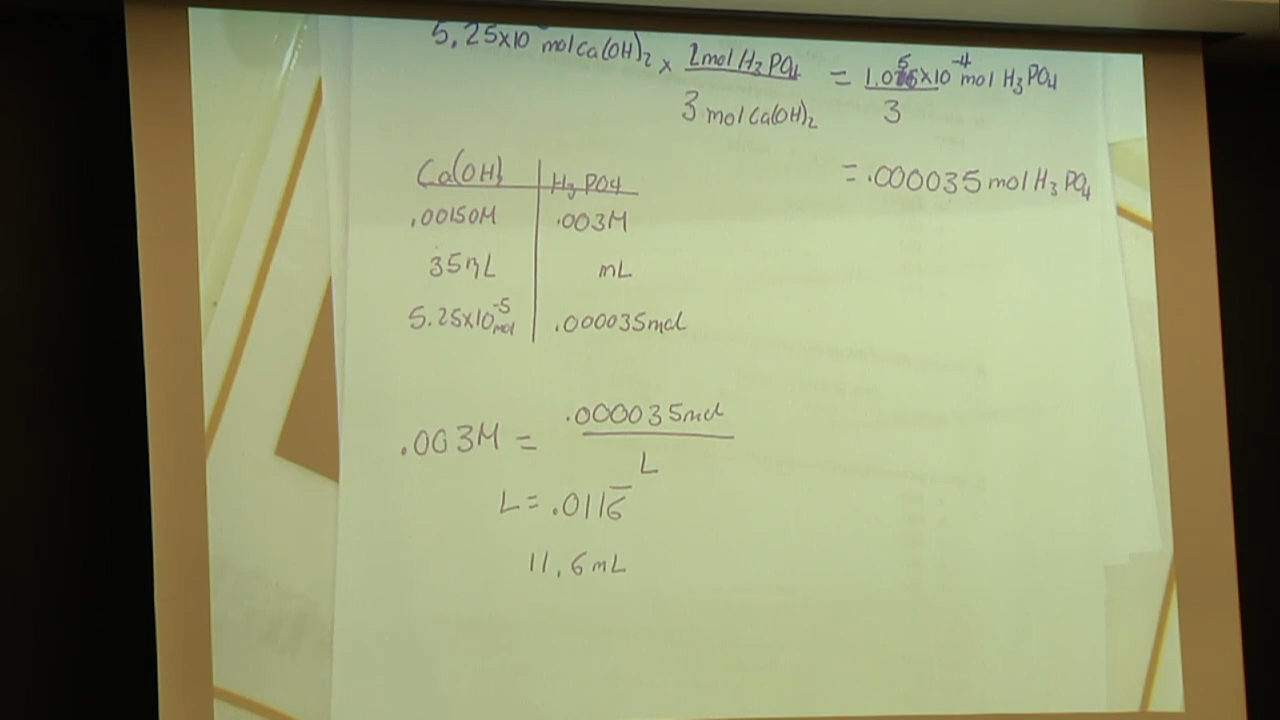 5.25x10 mol Ca(OH)₂ x 2 mol H₃PO₄ / 3 mol Ca(OH)₂ = 1.05x10⁻⁴ mol H₃PO₄ / 3
= .000035 mol H₃PO₄
Ca(OH) | H₃PO4
.00150M | .003M
35mL | mL
5.25x10⁻⁵ mol | .000035mol
.003M = .000035mol / L
L = .0116̅
11.6mL